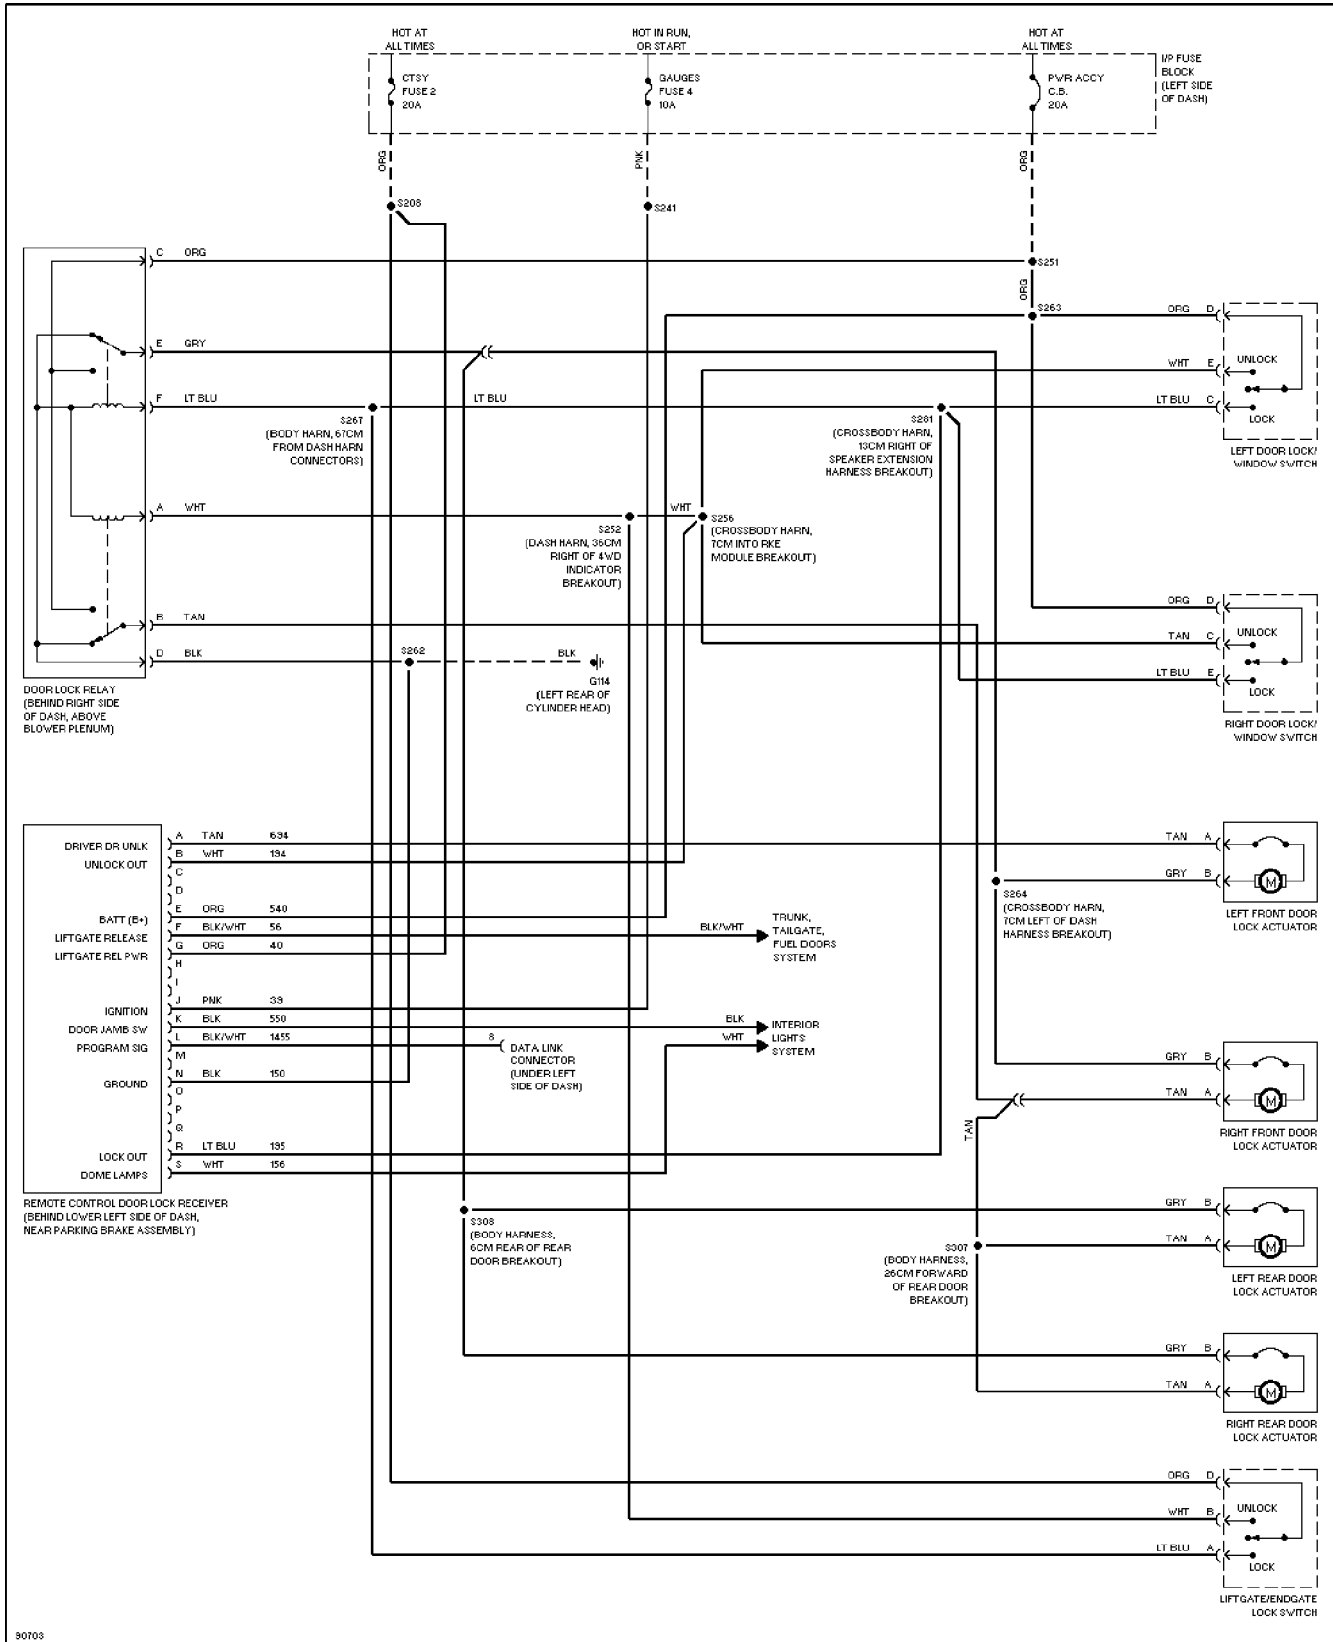 HOT AT
ALL TIMES
HOT IN RUN,
OR START
HOT AT
ALL TIMES
CTSY
FUSE 2
20A
GAUGES
FUSE 4
10A
PWR ACCY
C.B.
20A
I/P FUSE
BLOCK
(LEFT SIDE
OF DASH)
ORG
PNK
ORG
S208
S241
C ORG
S251
ORG
S263
ORG D
E GRY
WHT E
UNLOCK
F LT BLU
LT BLU
LT BLU C
LOCK
S267
(BODY HARN, 67CM
FROM DASH HARN
CONNECTORS)
S281
(CROSSBODY HARN,
13CM RIGHT OF
SPEAKER EXTENSION
HARNESS BREAKOUT)
LEFT DOOR LOCK/
WINDOW SWITCH
A WHT
WHT
S252
(DASH HARN, 36CM
RIGHT OF 4WD
INDICATOR
BREAKOUT)
S256
(CROSSBODY HARN,
7CM INTO RKE
MODULE BREAKOUT)
B TAN
D BLK
S262
BLK
G114
(LEFT REAR OF
CYLINDER HEAD)
ORG D
TAN C
UNLOCK
LT BLU E
LOCK
RIGHT DOOR LOCK/
WINDOW SWITCH
DOOR LOCK RELAY
(BEHIND RIGHT SIDE
OF DASH, ABOVE
BLOWER PLENUM)
DRIVER DR UNLK A TAN 694
UNLOCK OUT B WHT 194
C
D
BATT (B+) E ORG 540
LIFTGATE RELEASE F BLK/WHT 56
LIFTGATE REL PWR G ORG 40
H
I
IGNITION J PNK 39
DOOR JAMB SW K BLK 550
PROGRAM SIG L BLK/WHT 1455
M
GROUND N BLK 150
O
P
Q
LOCK OUT R LT BLU 195
DOME LAMPS S WHT 156
REMOTE CONTROL DOOR LOCK RECEIVER
(BEHIND LOWER LEFT SIDE OF DASH,
NEAR PARKING BRAKE ASSEMBLY)
BLK/WHT
TRUNK,
TAILGATE,
FUEL DOORS
SYSTEM
BLK
WHT
INTERIOR
LIGHTS
SYSTEM
8
DATA LINK
CONNECTOR
(UNDER LEFT
SIDE OF DASH)
TAN A
GRY B
M
LEFT FRONT DOOR
LOCK ACTUATOR
S264
(CROSSBODY HARN,
7CM LEFT OF DASH
HARNESS BREAKOUT)
GRY B
TAN A
M
RIGHT FRONT DOOR
LOCK ACTUATOR
TAN
S308
(BODY HARNESS,
6CM REAR OF REAR
DOOR BREAKOUT)
S307
(BODY HARNESS,
26CM FORWARD
OF REAR DOOR
BREAKOUT)
GRY B
TAN A
M
LEFT REAR DOOR
LOCK ACTUATOR
GRY B
TAN A
M
RIGHT REAR DOOR
LOCK ACTUATOR
ORG D
WHT B
UNLOCK
LT BLU A
LOCK
LIFTGATE/ENDGATE
LOCK SWITCH
90703